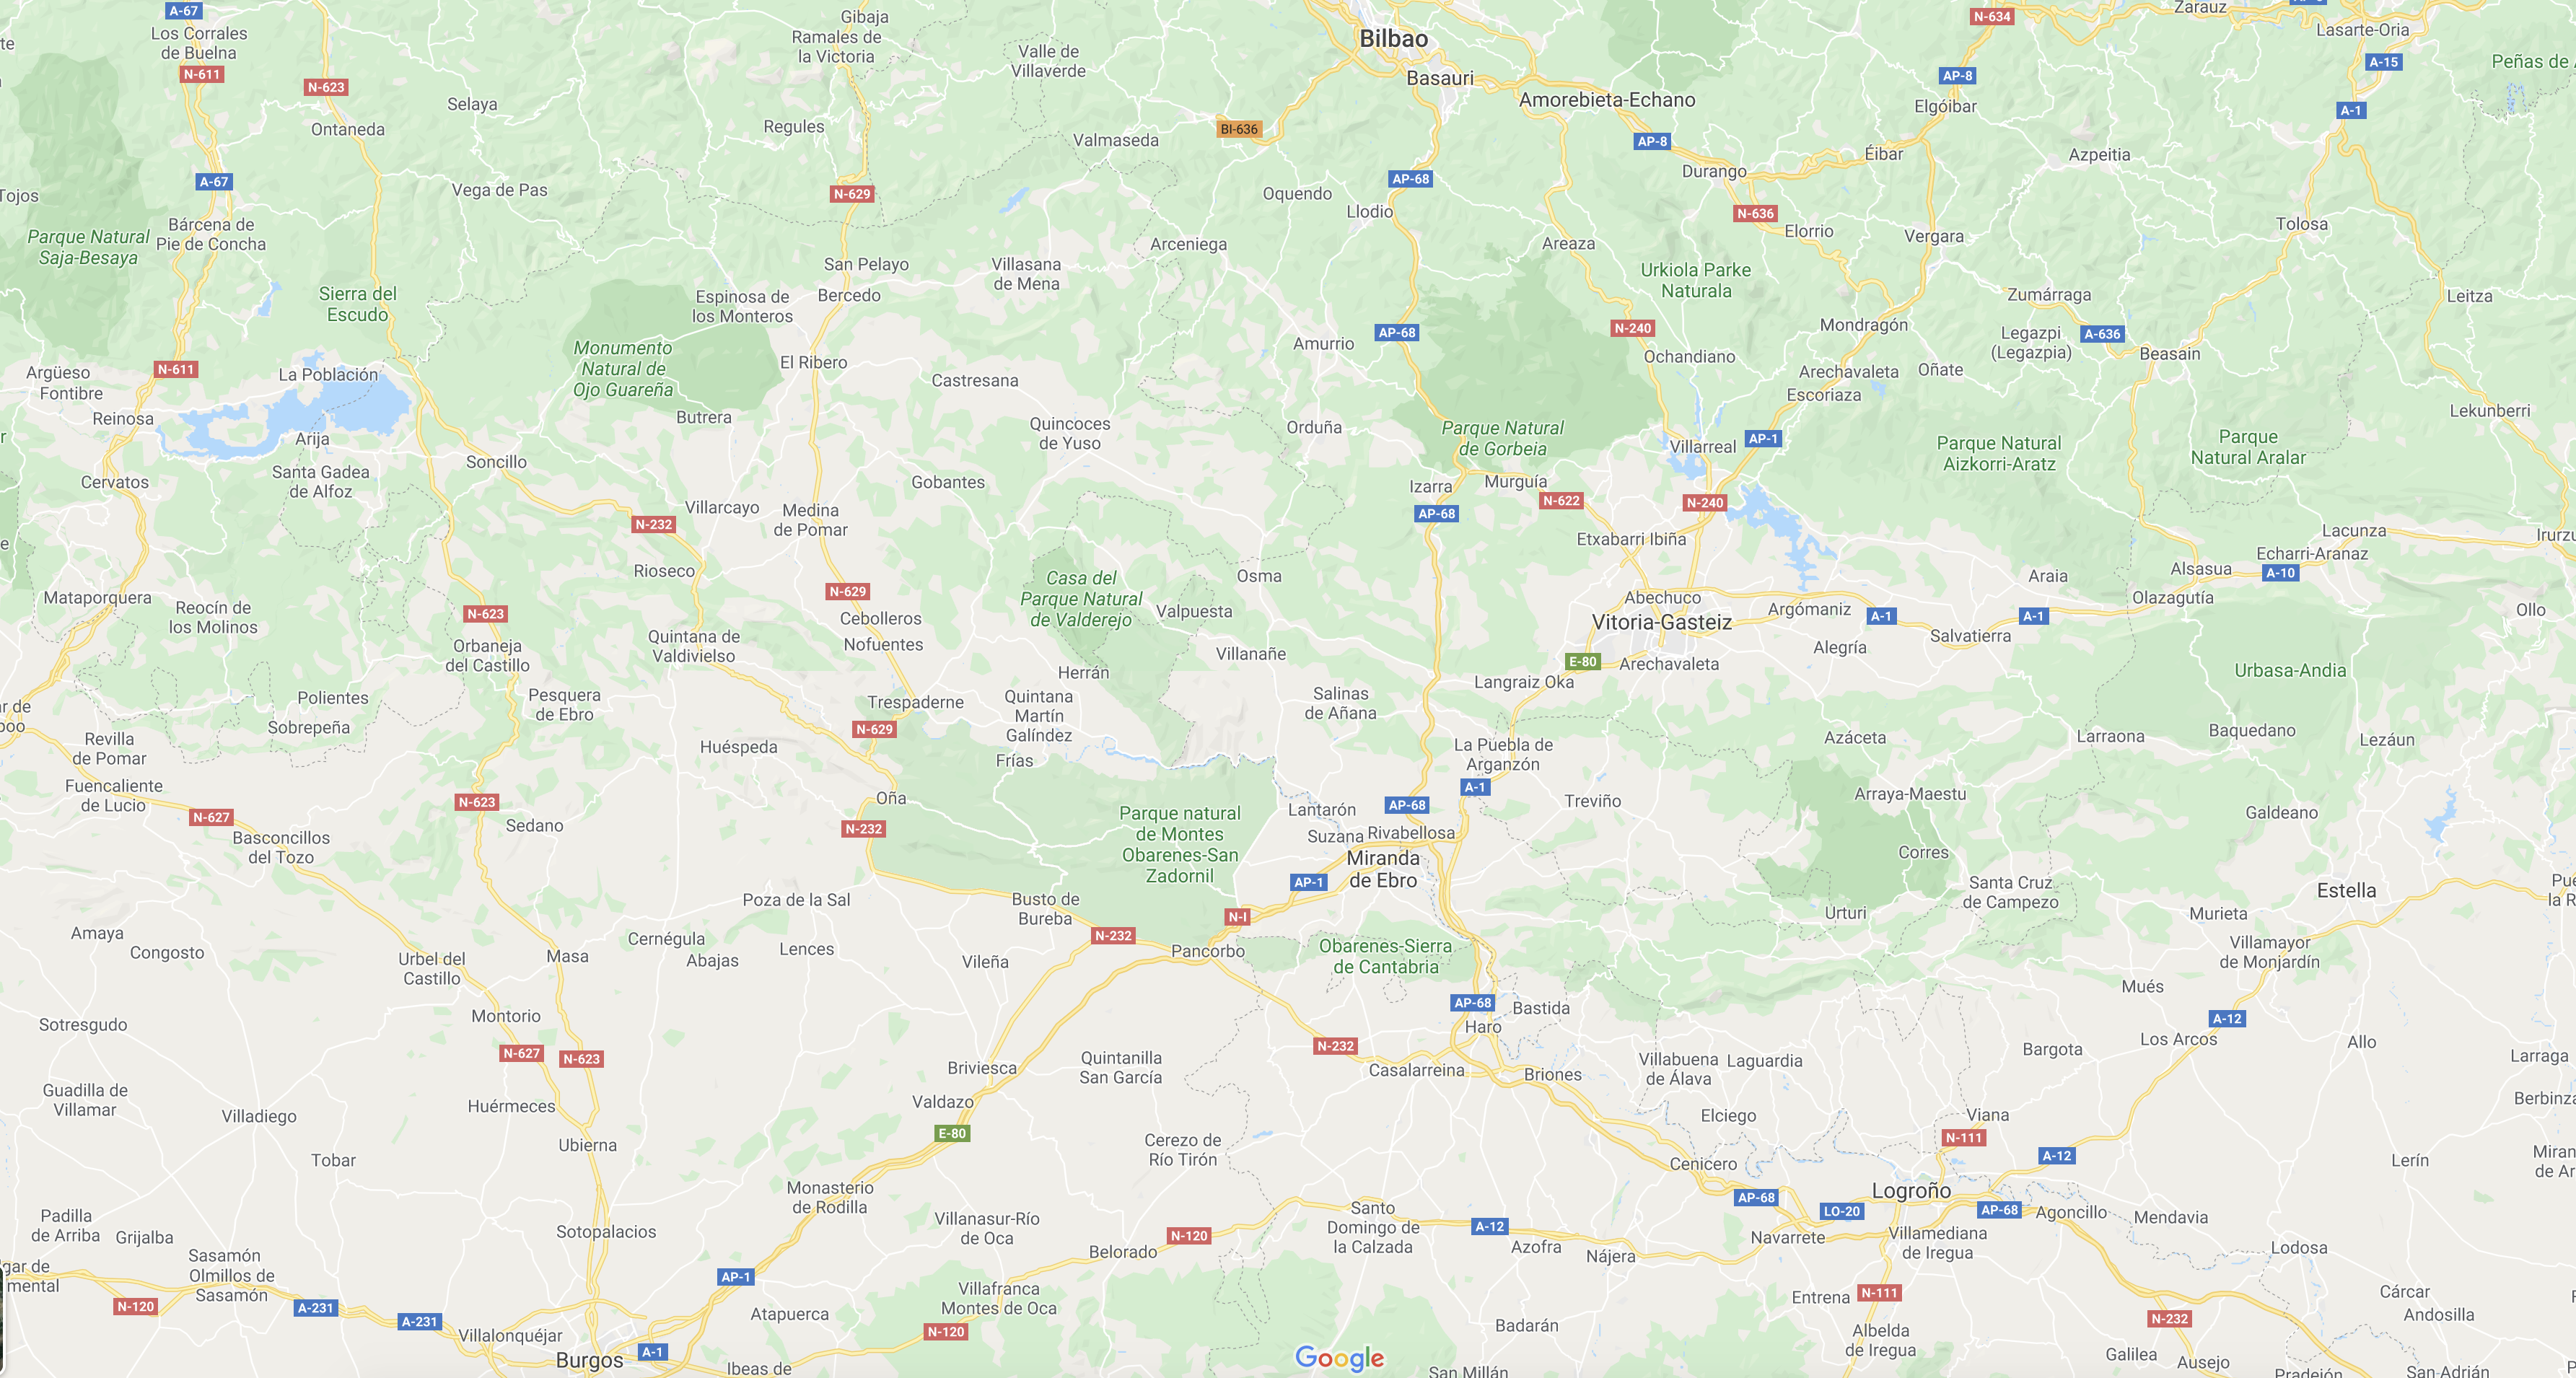 A-67
Los Corrales
de Buelna
N-611
N-623
Ontaneda
Selaya
Gibaja
Ramales de
la Victoria
Regules
Valle de
Villaverde
Valmaseda
BI-636
Bilbao
Basauri
Amorebieta-Echano
AP-8
Durango
N-634
AP-8
Elgóibar
Éibar
Zarauz
Lasarte-Oria
A-15
A-1
Azpeitia
A-67
Vega de Pas
N-629
Oquendo
Llodio
AP-68
N-636
Elorrio
Vergara
Tolosa
Bárcena de
Pie de Concha
Parque Natural
Saja-Besaya
Sierra del
Escudo
San Pelayo
Bercedo
Espinosa de
los Monteros
Villasana
de Mena
Arceniega
Areaza
Urkiola Parke
Naturala
Zumárraga
Leitza
Monumento
Natural de
Ojo Guareña
El Ribero
Amurrio
AP-68
N-240
Ochandiano
Mondragón
Legazpi
(Legazpia)
A-636
Beasain
Argüeso
Fontibre
N-611
La Población
Reinosa
Arija
Butrera
Castresana
Arechavaleta
Escoriaza
Oñate
Lekunberri
Santa Gadea
de Alfoz
Soncillo
Quincoces
de Yuso
Orduña
Parque Natural
de Gorbeia
Villarreal
AP-1
Parque Natural
Aizkorri-Aratz
Parque
Natural Aralar
Cervatos
Villarcayo
Medina
de Pomar
Gobantes
Izarra
AP-68
Murguía
N-622
N-240
N-232
Etxabarri Ibiña
Lacunza
Echarri-Aranaz
A-10
Alsasua
Olazagutía
Mataporquera
Reocín de
los Molinos
N-623
Rioseco
N-629
Cebolleros
Nofuentes
Casa del
Parque Natural
de Valderejo
Osma
Valpuesta
Abechuco
Vitoria-Gasteiz
Argómaniz
A-1
Araia
A-1
Salvatierra
Alegría
Ollo
Orbaneja
del Castillo
Quintana de
Valdivielso
Herrán
Villanañe
E-80
Arechavaleta
Langraiz Oka
Urbasa-Andia
Polientes
Sobrepeña
Pesquera
de Ebro
Trespaderne
N-629
Quintana
Martín
Galíndez
Frías
Salinas
de Añana
La Puebla de
Arganzón
A-1
Azáceta
Larraona
Baquedano
Lezáun
Revilla
de Pomar
Huéspeda
Fuencaliente
de Lucio
N-627
Basconcillos
del Tozo
N-623
Sedano
Oña
N-232
Parque natural
de Montes
Obarenes-San
Zadornil
Lantarón
AP-68
Suzana
Rivabellosa
Miranda
de Ebro
Treviño
Arraya-Maestu
Corres
Galdeano
Santa Cruz
de Campezo
Estella
Poza de la Sal
Busto de
Bureba
AP-1
N-I
Urturi
Murieta
Amaya
Congosto
Urbel del
Castillo
Masa
Cernégula
Abajas
Lences
Vileña
N-232
Pancorbo
Obarenes-Sierra
de Cantabria
Villamayor
de Monjardín
Mués
AP-68
Bastida
Haro
A-12
Sotresgudo
Montorio
N-627
N-623
Briviesca
Quintanilla
San García
N-232
Casalarreina
Briones
Villabuena
de Álava
Laguardia
Bargota
Los Arcos
Allo
Larraga
Guadilla de
Villamar
Villadiego
Huérmeces
Ubierna
Valdazo
E-80
Cerezo de
Río Tirón
Elciego
Viana
N-111
A-12
Tobar
Cenicero
AP-68
LO-20
Logroño
AP-68
Agoncillo
Mendavia
Lerín
Monasterio
de Rodilla
Padilla
de Arriba
Grijalba
Sotopalacios
Villanasur-Río
de Oca
Belorado
N-120
Santo
Domingo de
la Calzada
A-12
Azofra
Nájera
Navarrete
Villamediana
de Iregua
Lodosa
Sasamón
Olmillos de
Sasamón
N-120
A-231
A-231
AP-1
Villafranca
Montes de Oca
Atapuerca
N-120
Villalonquéjar
Burgos
A-1
Ibeas de
Google
Badarán
San Millán
Entrena
N-111
Albelda
de Iregua
N-232
Galilea
Ausejo
Cárcar
Andosilla
Pradejón
San-Adrián